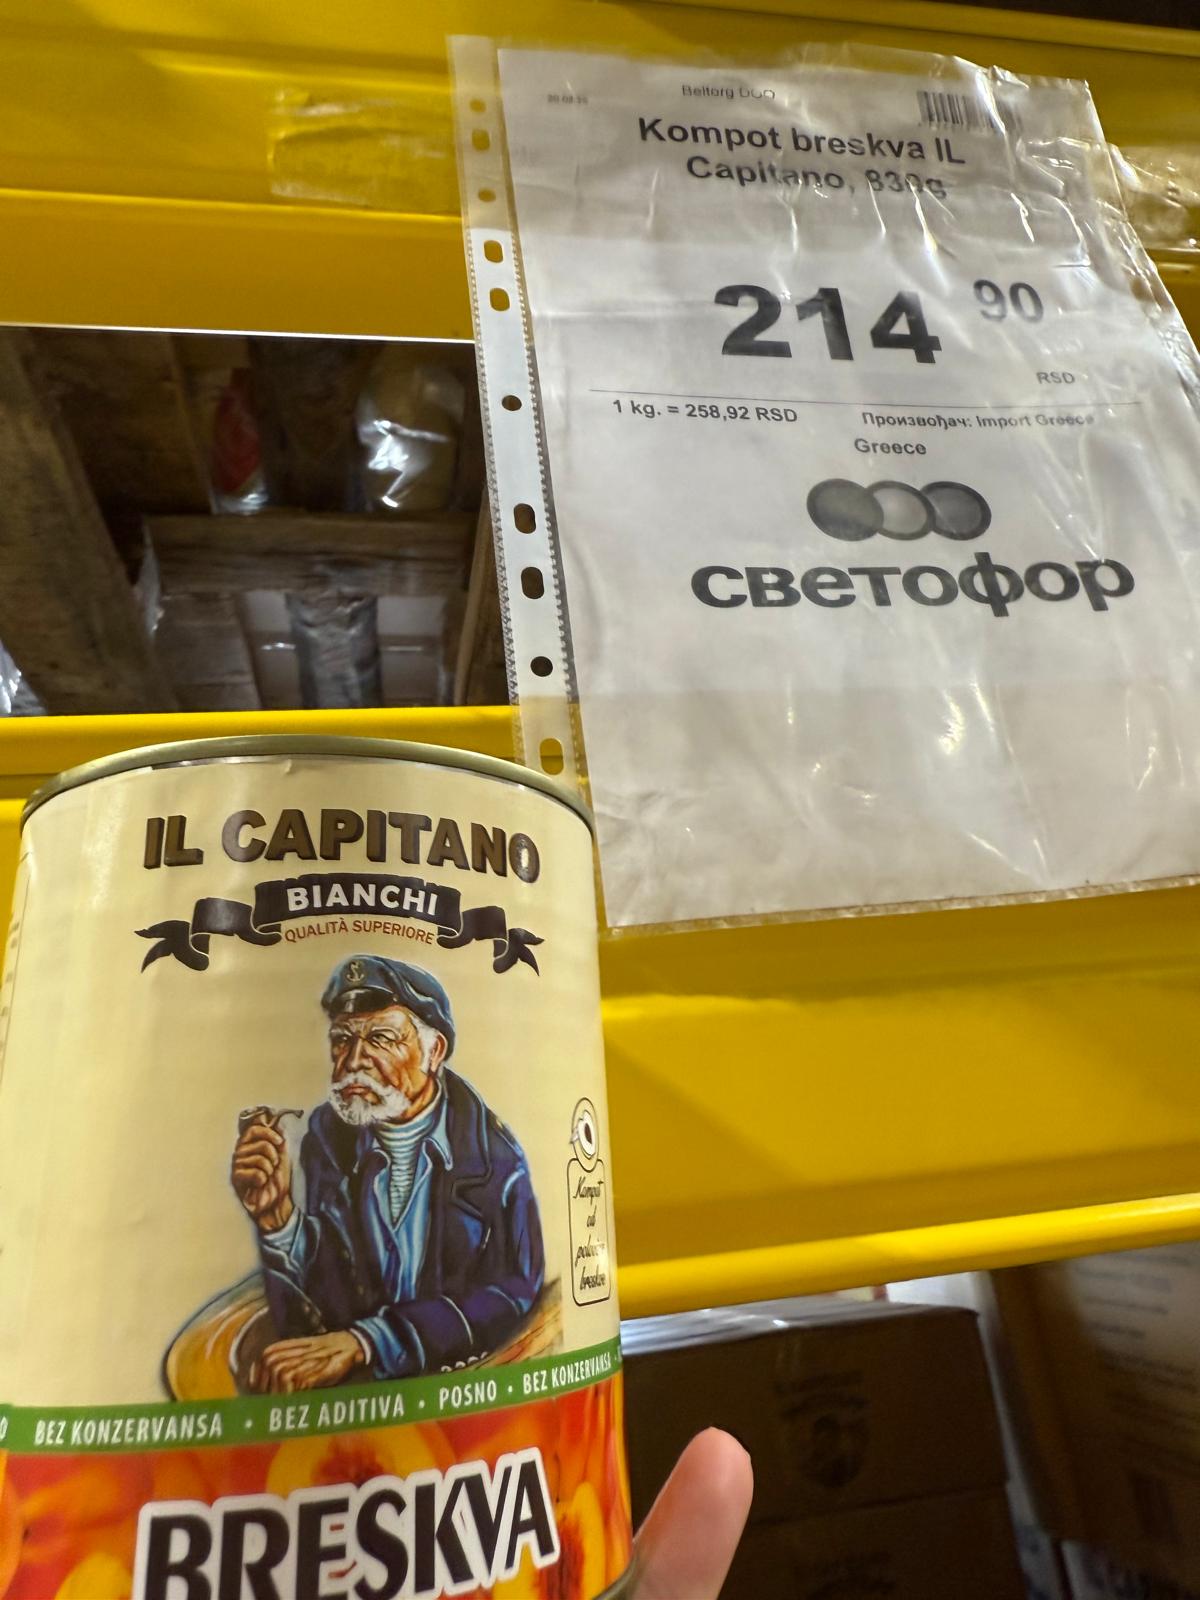 Beltorg DOO
Kompot breskva IL
Capitano, 830g
214 90
RSD
1 kg. = 258,92 RSD
Произвођач: Import Greece
Greece
светофор
IL CAPITANO
BIANCHI
QUALITÀ SUPERIORE
Kompot
od
breskve
BEZ KONZERVANSA • BEZ ADITIVA • POSNO • BEZ KONZERVANSA
BRESKVA